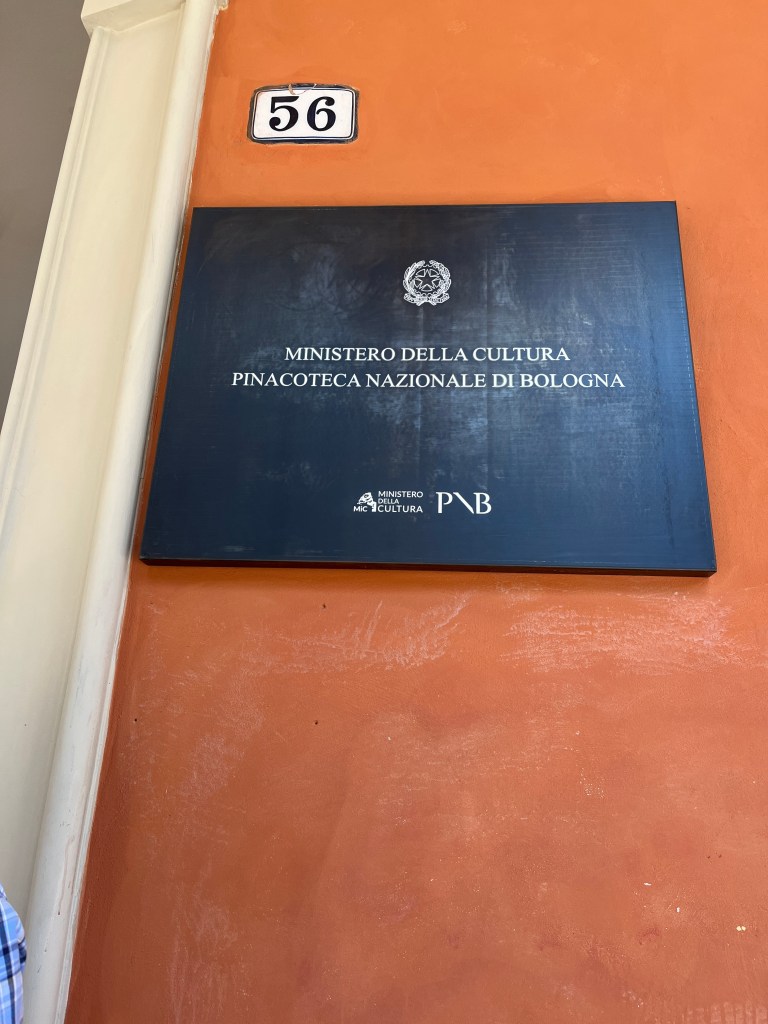 56
MINISTERO DELLA CULTURA
PINACOTECA NAZIONALE DI BOLOGNA
MiC
MINISTERO
DELLA
CULTURA
PNB